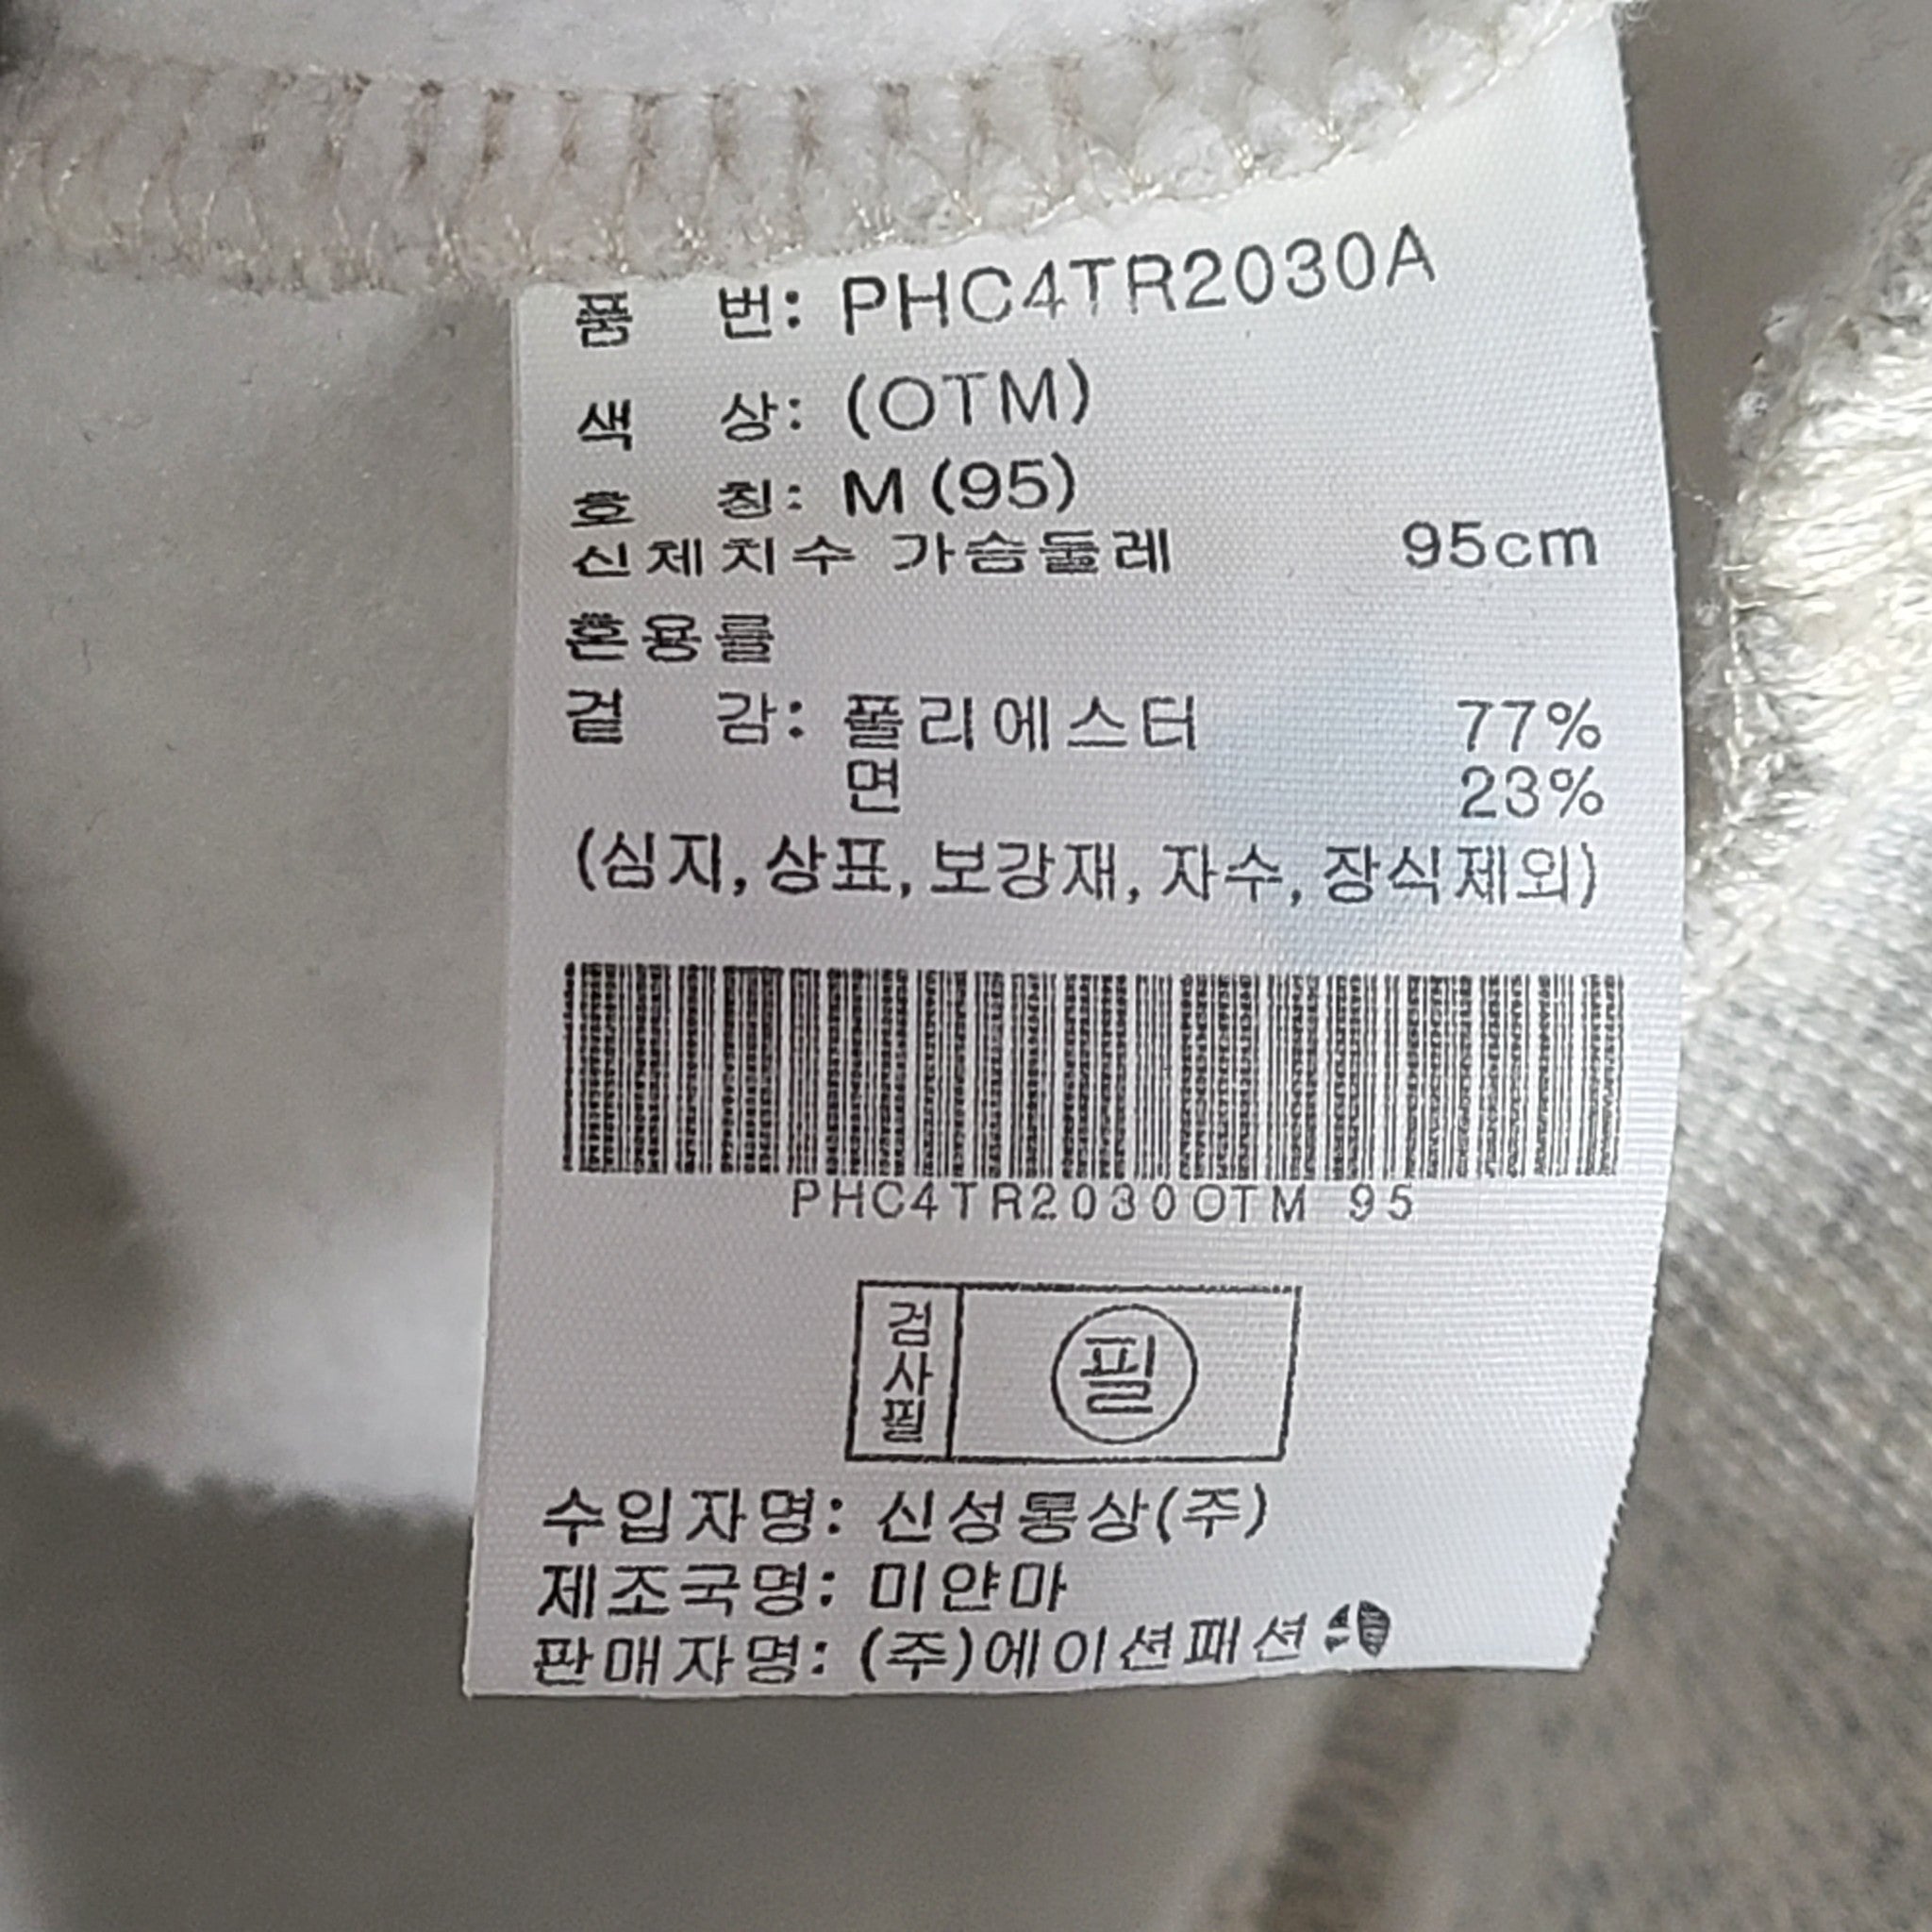 품 번: PHC4TR2030A
색 상: (OTM)
호 칭: M (95)
신체치수 가슴둘레 95cm
혼용률
겉 감: 폴리에스터 77%
면 23%
(심지, 상표, 보강재, 자수, 장식제외)
PHC4TR2030OTM 95
검사필 필
수입자명: 신성통상(주)
제조국명: 미얀마
판매자명: (주)에이션패션